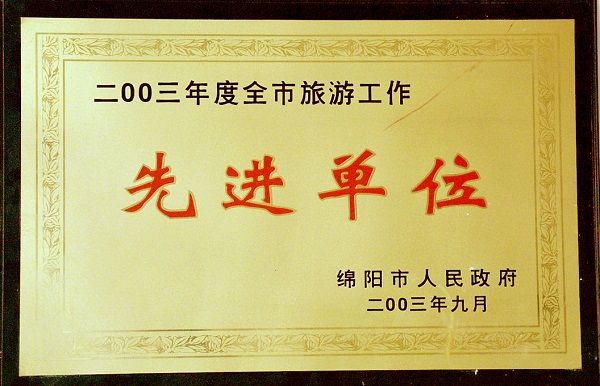 二00三年度全市旅游工作
先进单位
绵阳市人民政府
二00三年九月